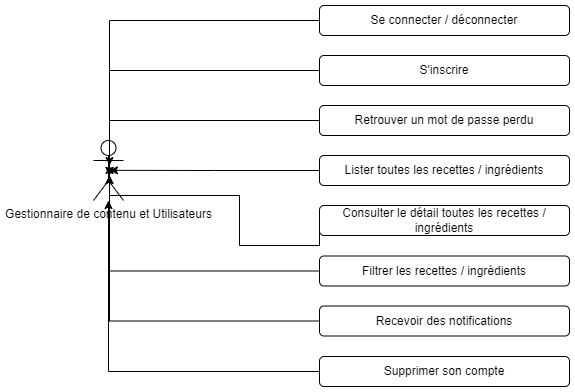 Se connecter / déconnecter
S'inscrire
Retrouver un mot de passe perdu
Lister toutes les recettes / ingrédients
Gestionnaire de contenu et Utilisateurs
Consulter le détail toutes les recettes /
ingrédients
Filtrer les recettes / ingrédients
Recevoir des notifications
Supprimer son compte